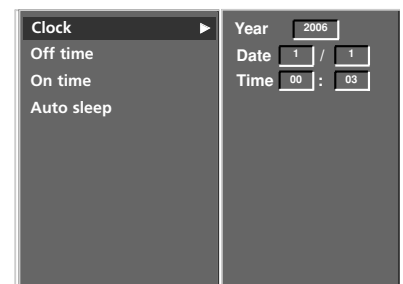 Clock
Off time
On time
Auto sleep
Year 2006
Date 1 / 1
Time 00 : 03